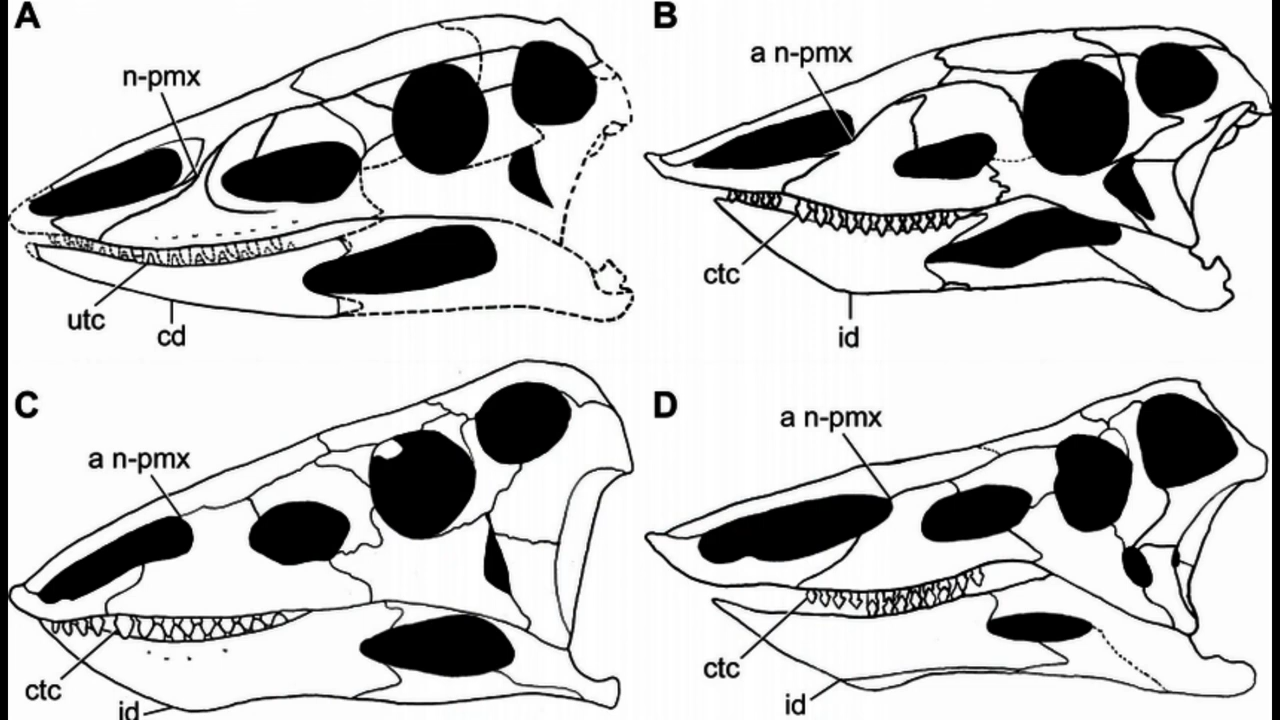 A
n-pmx
utc
cd
B
a n-pmx
ctc
id
C
a n-pmx
ctc
id
D
a n-pmx
ctc
id